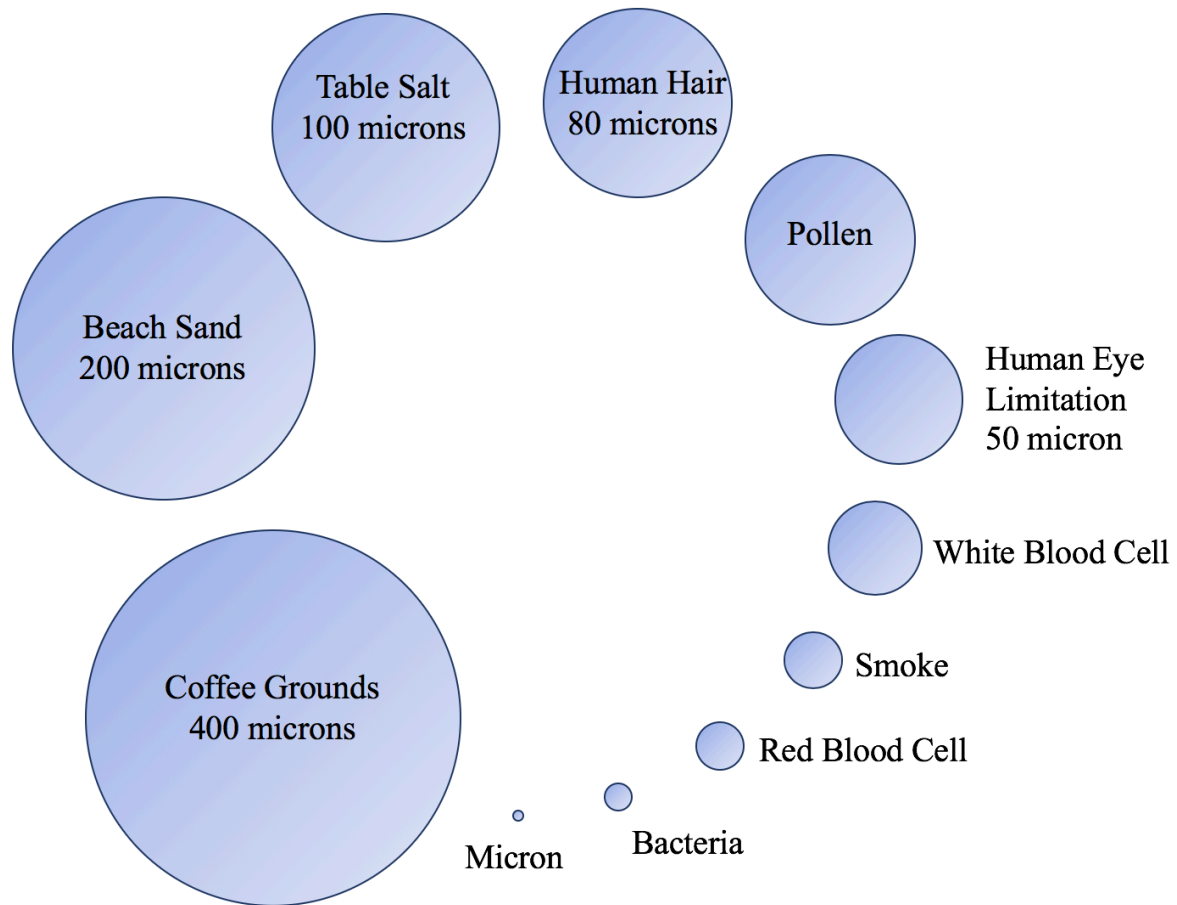 Table Salt
100 microns
Human Hair
80 microns
Pollen
Beach Sand
200 microns
Human Eye
Limitation
50 micron
White Blood Cell
Smoke
Coffee Grounds
400 microns
Red Blood Cell
Micron
Bacteria